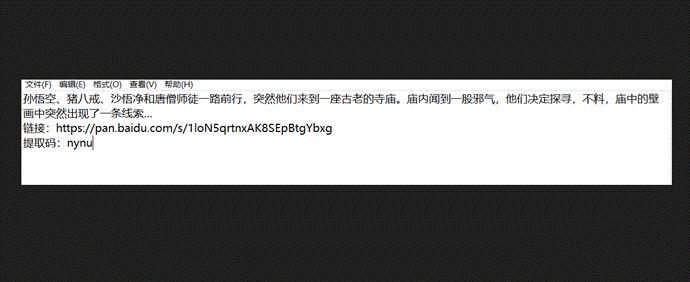 文件(F) 编辑(E) 格式(O) 查看(V) 帮助(H)
孙悟空、猪八戒、沙悟净和唐僧师徒一路前行，突然他们来到一座古老的寺庙。庙内闻到一股邪气，他们决定探寻，不料，庙中的壁
画中突然出现了一条线索...
链接：https://pan.baidu.com/s/1loN5qrtnxAK8SEpBtgYbxg
提取码：nynu